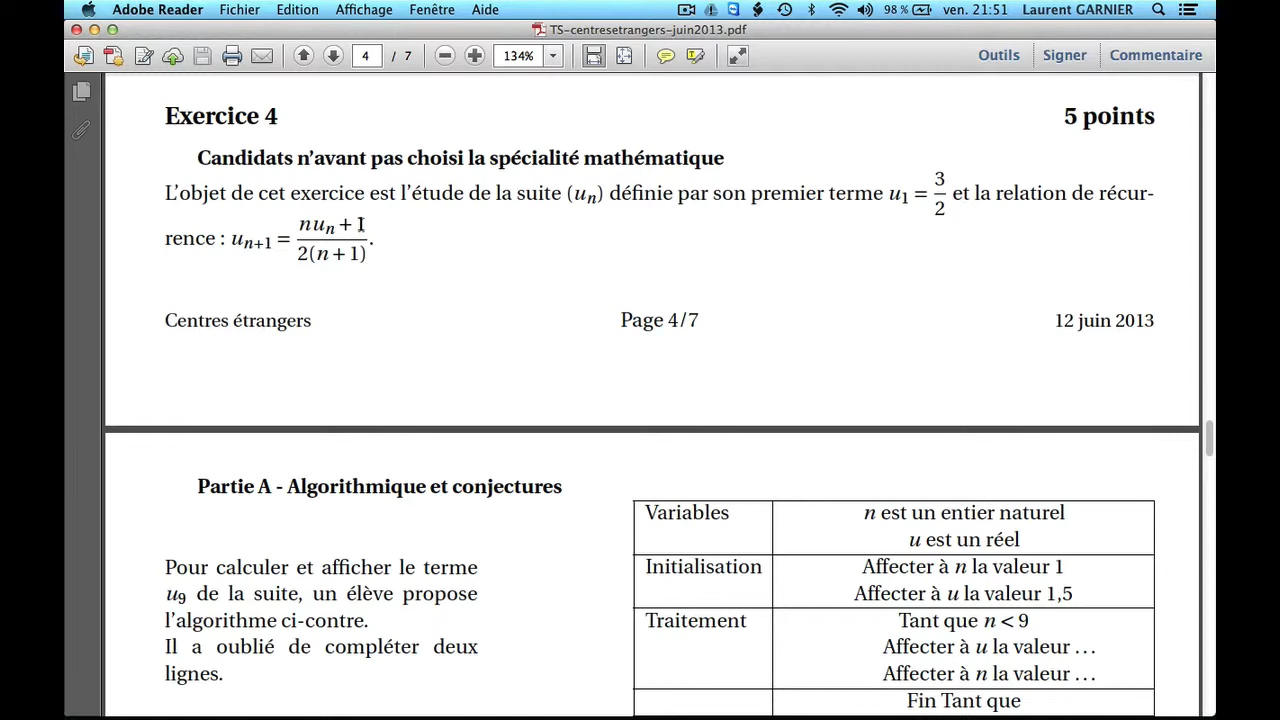 Adobe Reader Fichier Edition Affichage Fenêtre Aide 98 % ven. 21:51 Laurent GARNIER
TS-centresetrangers-juin2013.pdf
4 / 7 134% Outils Signer Commentaire
Exercice 4 5 points
Candidats n'avant pas choisi la spécialité mathématique
L'objet de cet exercice est l'étude de la suite (uₙ) définie par son premier terme u₁ = 3/2 et la relation de récur-
rence : uₙ₊₁ = (nuₙ + 1)/(2(n + 1)).
Centres étrangers Page 4/7 12 juin 2013
Partie A - Algorithmique et conjectures
Pour calculer et afficher le terme
u₉ de la suite, un élève propose
l'algorithme ci-contre.
Il a oublié de compléter deux
lignes.
Variables n est un entier naturel
u est un réel
Initialisation Affecter à n la valeur 1
Affecter à u la valeur 1,5
Traitement Tant que n < 9
Affecter à u la valeur ...
Affecter à n la valeur ...
Fin Tant que